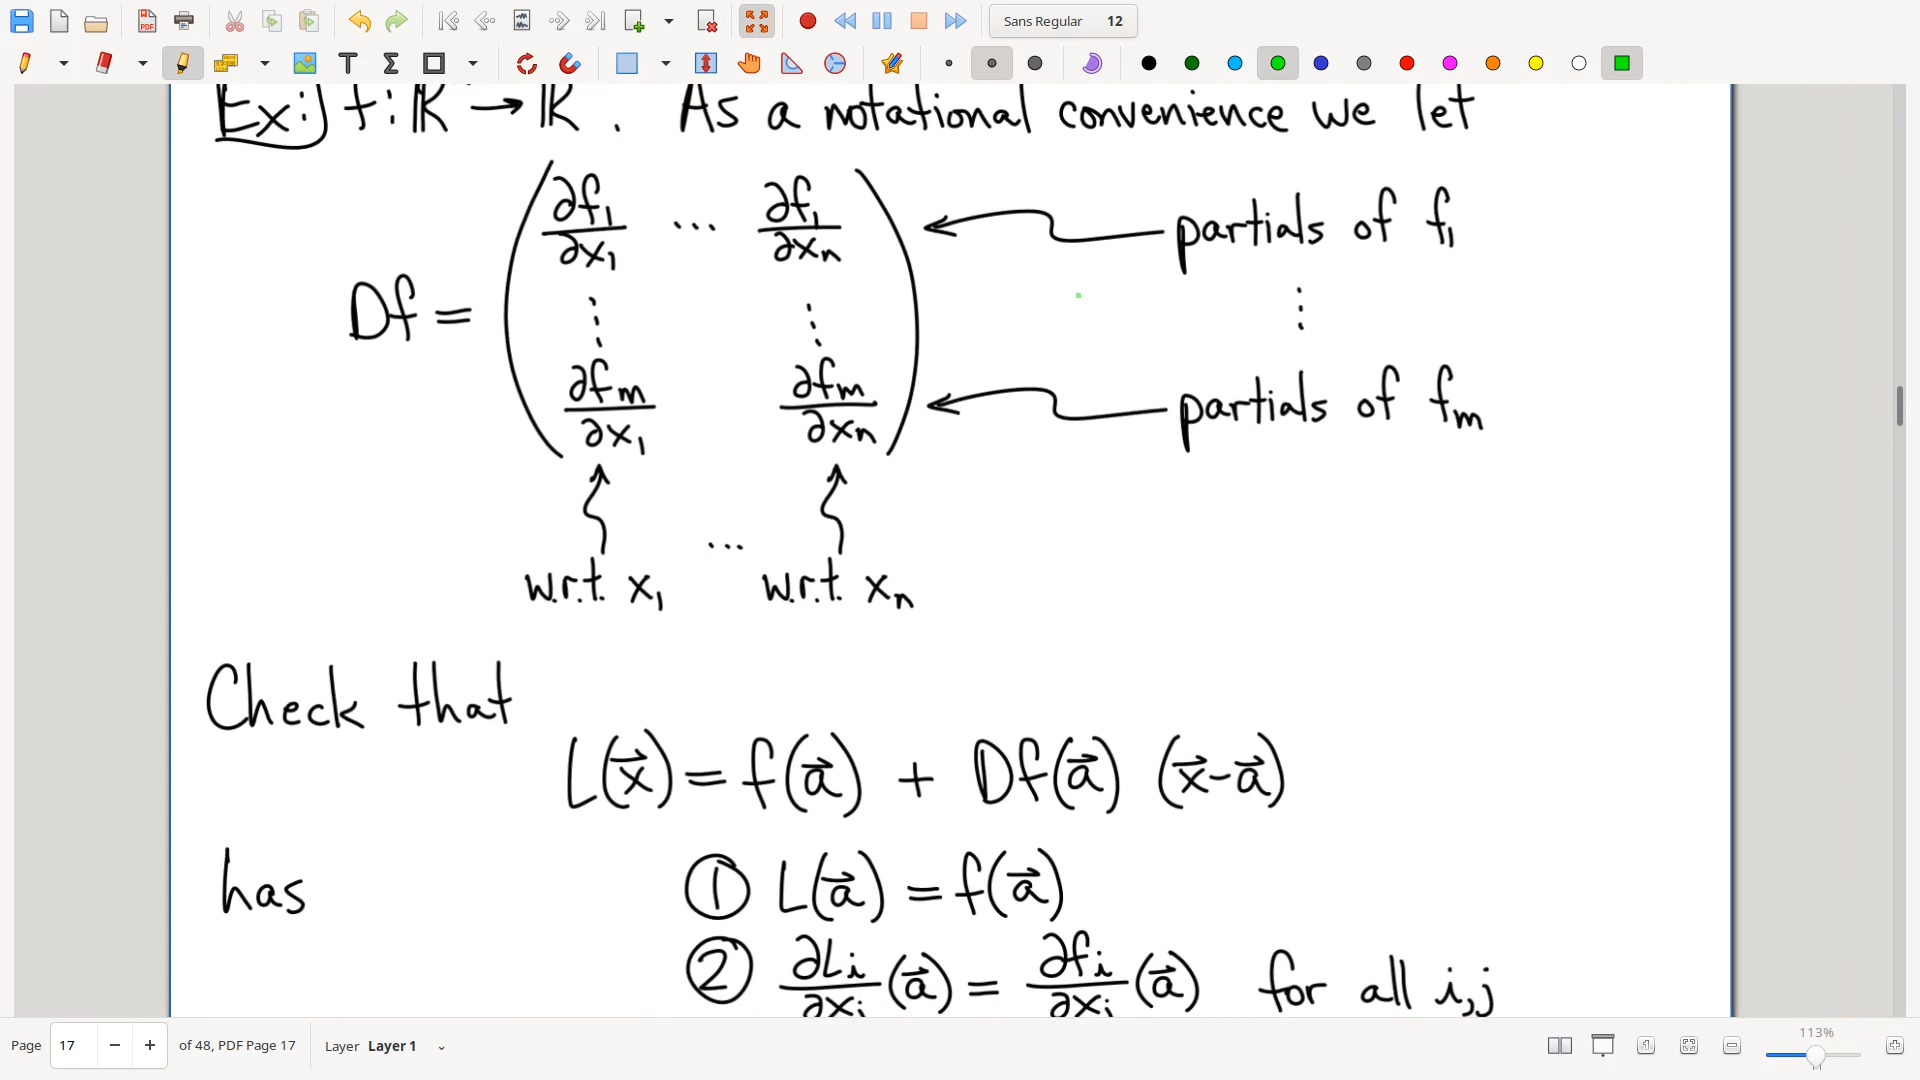 Sans Regular 12
Ex: f: ℝ → ℝ . As a notational convenience we let
Df = ( ∂f₁/∂x₁ ⋯ ∂f₁/∂xₙ ← partials of f₁
⋮ ⋮ ⋮
∂fₘ/∂x₁ ∂fₘ/∂xₙ ) ← partials of fₘ
w.r.t. x₁ ⋯ w.r.t. xₙ
Check that
L(x⃗) = f(a⃗) + Df(a⃗) (x⃗-a⃗)
has ① L(a⃗) = f(a⃗)
② ∂Lᵢ/∂xⱼ (a⃗) = ∂fᵢ/∂xⱼ (a⃗) for all i,j
Page 17 − + of 48, PDF Page 17 Layer Layer 1 113%